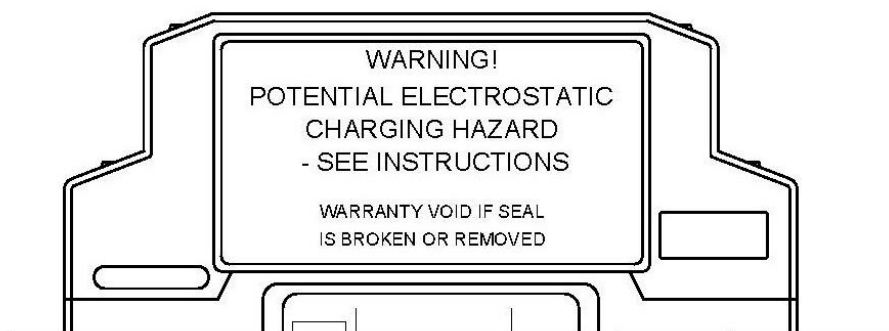 WARNING!
POTENTIAL ELECTROSTATIC
CHARGING HAZARD
- SEE INSTRUCTIONS
WARRANTY VOID IF SEAL
IS BROKEN OR REMOVED